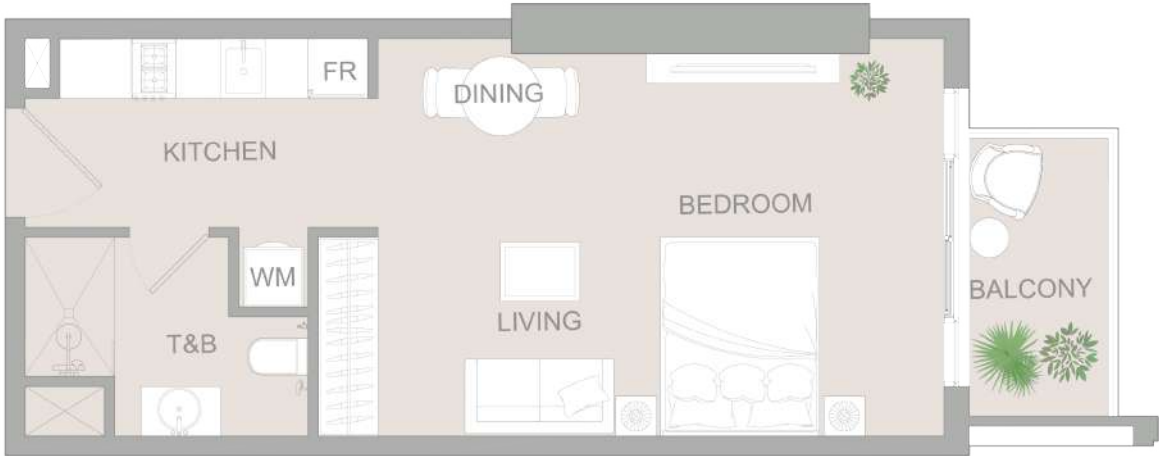 FR
DINING
KITCHEN
BEDROOM
WM
BALCONY
LIVING
T&B